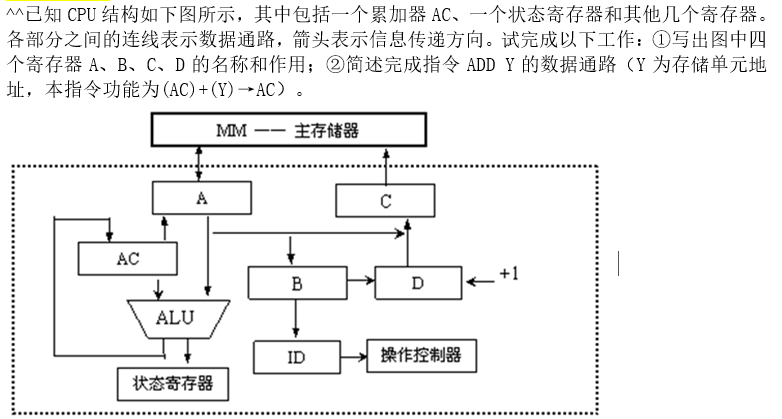 ^^已知 CPU 结构如下图所示，其中包括一个累加器 AC、一个状态寄存器和其他几个寄存器。
各部分之间的连线表示数据通路，箭头表示信息传递方向。试完成以下工作：①写出图中四
个寄存器 A、B、C、D 的名称和作用；②简述完成指令 ADD Y 的数据通路（Y 为存储单元地
址，本指令功能为(AC)+(Y)→AC）。
MM —— 主存储器
A
C
AC
B
D
+1
ALU
ID
操作控制器
状态寄存器